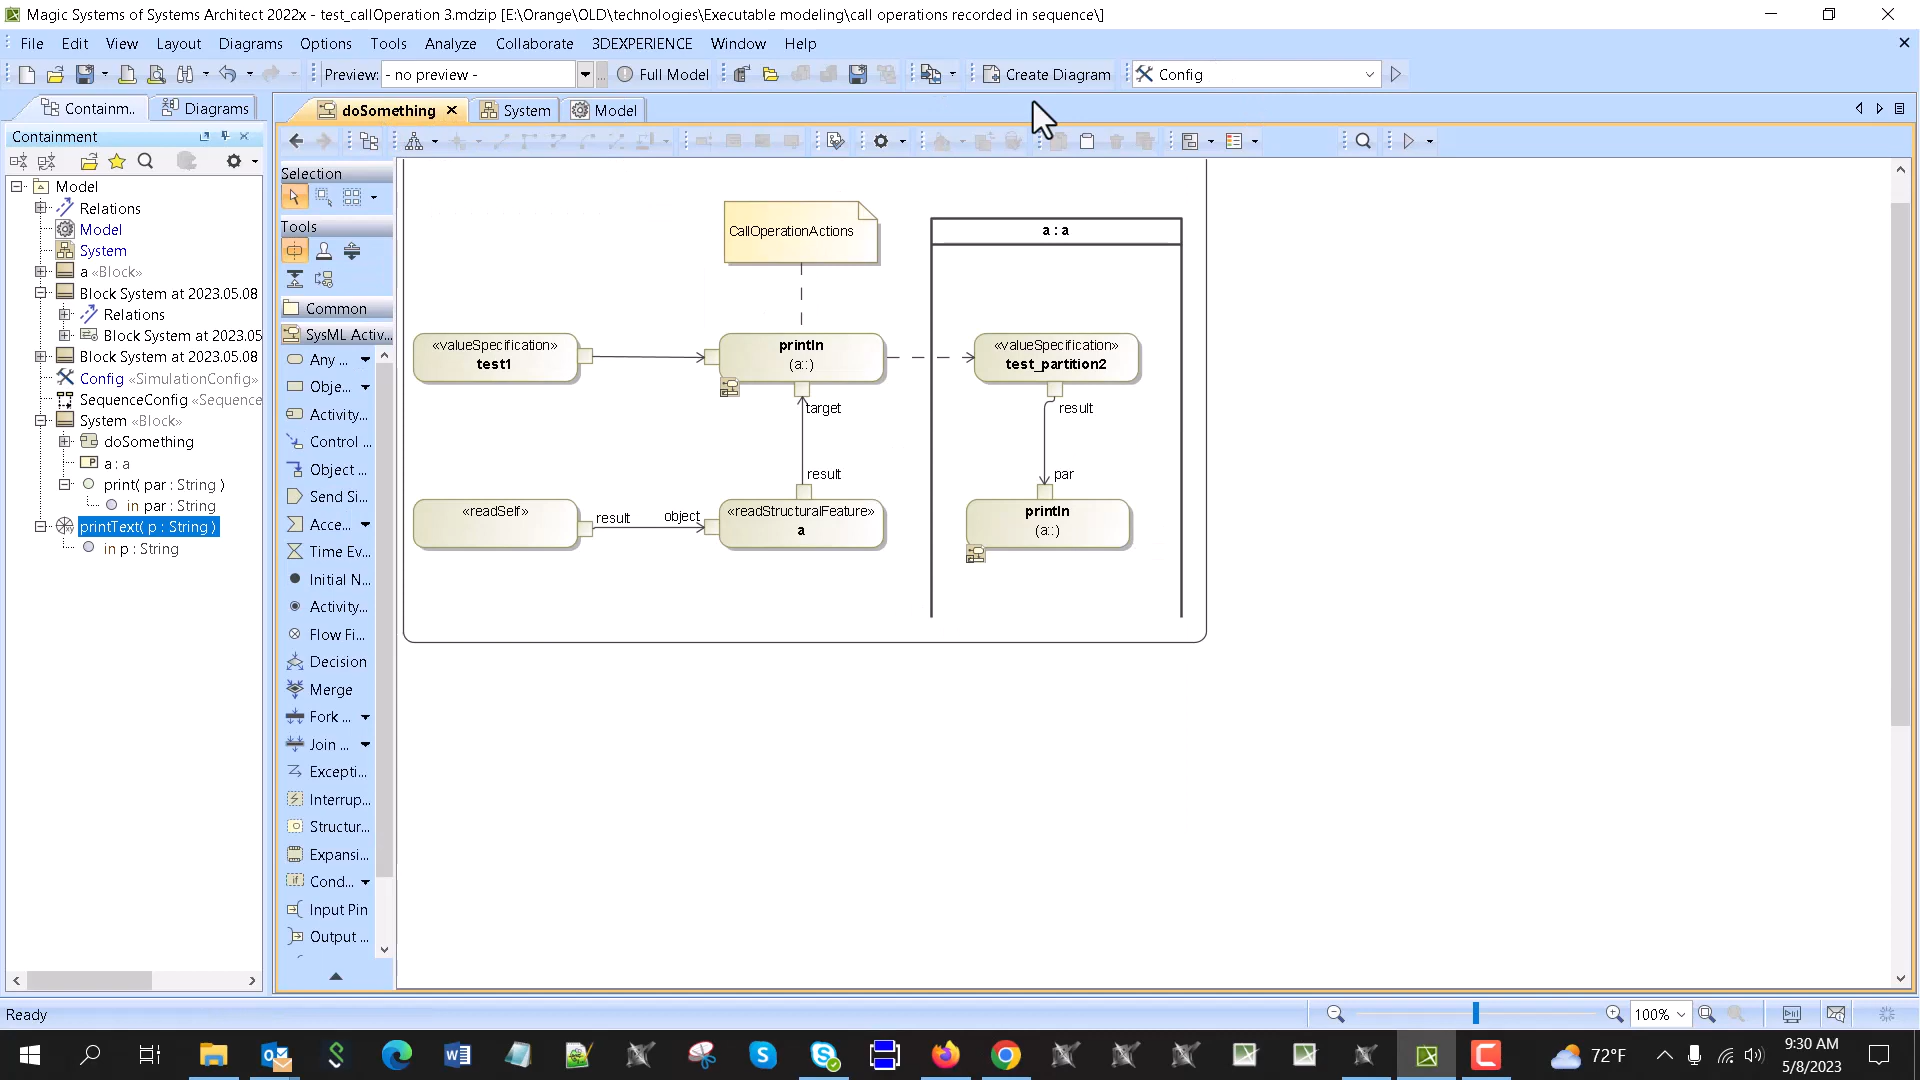 Magic Systems of Systems Architect 2022x - test_callOperation 3.mdzip [E:\Orange\OLD\technologies\Executable modeling\call operations recorded in sequence\]
File Edit View Layout Diagrams Options Tools Analyze Collaborate 3DEXPERIENCE Window Help
Preview: - no preview - Full Model Create Diagram Config
Containm.. Diagrams
doSomething System Model
Containment
Model
Relations
Model
System
a «Block»
Block System at 2023.05.08
Relations
Block System at 2023.05
Block System at 2023.05.08
Config «SimulationConfig»
SequenceConfig «Sequence
System «Block»
doSomething
a : a
print( par : String )
in par : String
printText( p : String )
in p : String
Selection
Tools
Common
SysML Activ...
Any ...
Obje...
Activity...
Control ...
Object ...
Send Si...
Acce...
Time Ev...
Initial N...
Activity...
Flow Fi...
Decision
Merge
Fork ...
Join ...
Excepti...
Interrup...
Structur...
Expansi...
Cond...
Input Pin
Output ...
CallOperationActions
a : a
«valueSpecification»
test1
println
(a::)
target
«valueSpecification»
test_partition2
result
«readSelf»
result
object
result
«readStructuralFeature»
a
par
println
(a::)
Ready
100%
72°F
9:30 AM
5/8/2023